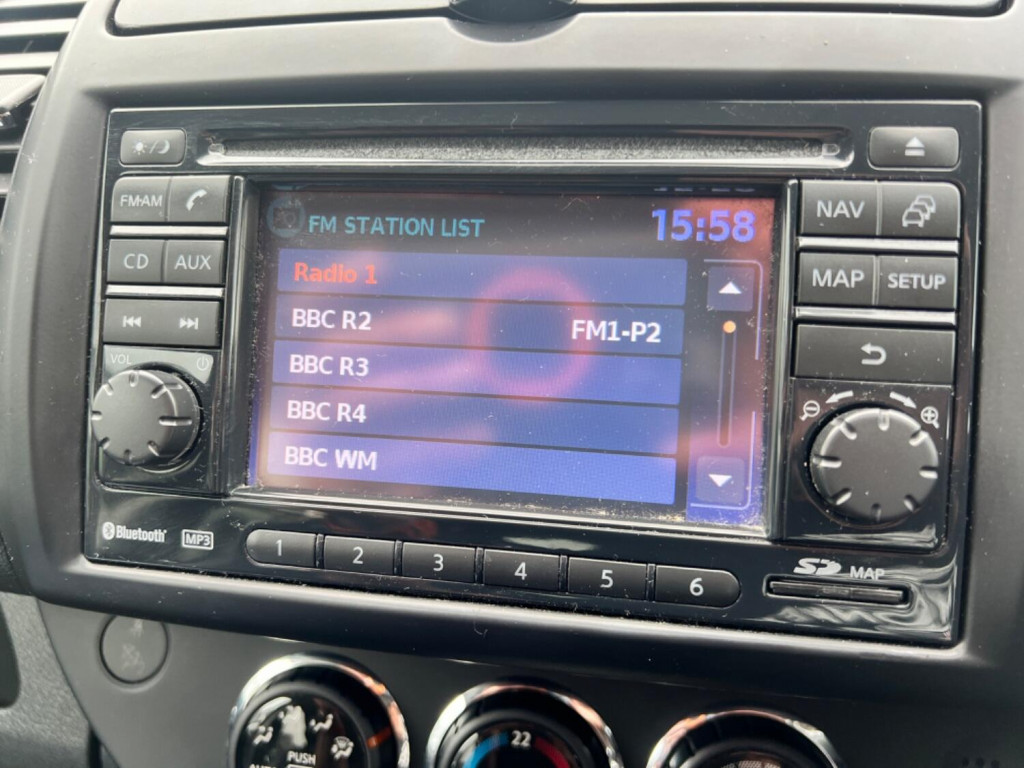 FM·AM
CD AUX
VOL
FM STATION LIST 15:58
Radio 1
BBC R2 FM1-P2
BBC R3
BBC R4
BBC WM
NAV
MAP SETUP
Bluetooth® MP3
1 2 3 4 5 6
SD MAP
PUSH
AUTO
22